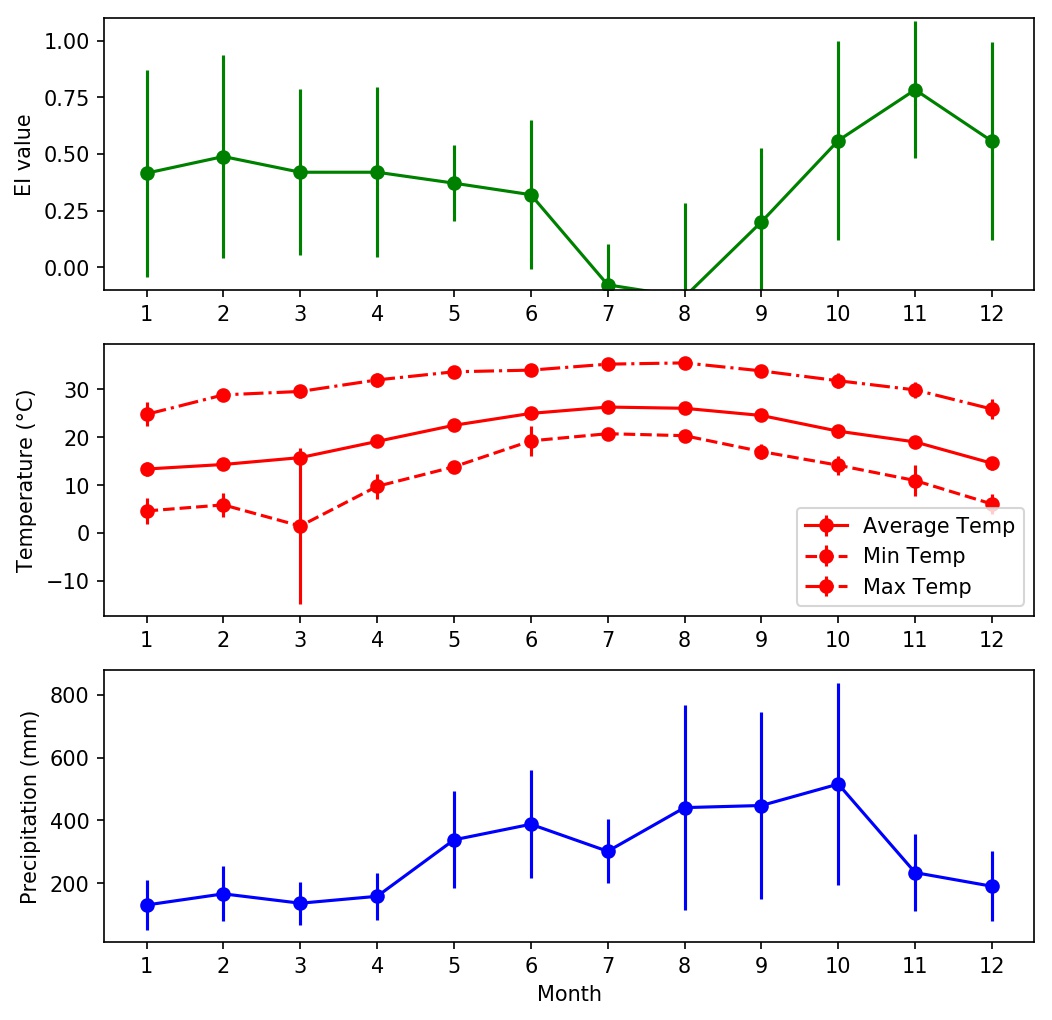 1.00
0.75
0.50
0.25
0.00
EI value
1 2 3 4 5 6 7 8 9 10 11 12
30
20
10
0
−10
Temperature (°C)
Average Temp
Min Temp
Max Temp
1 2 3 4 5 6 7 8 9 10 11 12
800
600
400
200
Precipitation (mm)
1 2 3 4 5 6 7 8 9 10 11 12
Month